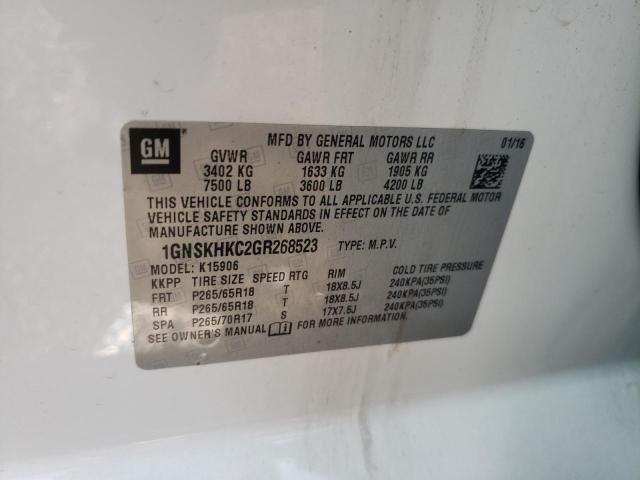 GM
MFD BY GENERAL MOTORS LLC 01/16
GVWR GAWR FRT GAWR RR
3402 KG 1633 KG 1905 KG
7500 LB 3600 LB 4200 LB
THIS VEHICLE CONFORMS TO ALL APPLICABLE U.S. FEDERAL MOTOR
VEHICLE SAFETY STANDARDS IN EFFECT ON THE DATE OF
MANUFACTURE SHOWN ABOVE.
1GNSKHKC2GR268523 TYPE: M.P.V.
MODEL: K15906
KKPP TIRE SIZE SPEED RTG RIM COLD TIRE PRESSURE
FRT P265/65R18 T 18X8.5J 240KPA(35PSI)
RR P265/65R18 T 18X8.5J 240KPA(35PSI)
SPA P265/70R17 S 17X7.5J 240KPA(35PSI)
SEE OWNER'S MANUAL FOR MORE INFORMATION.